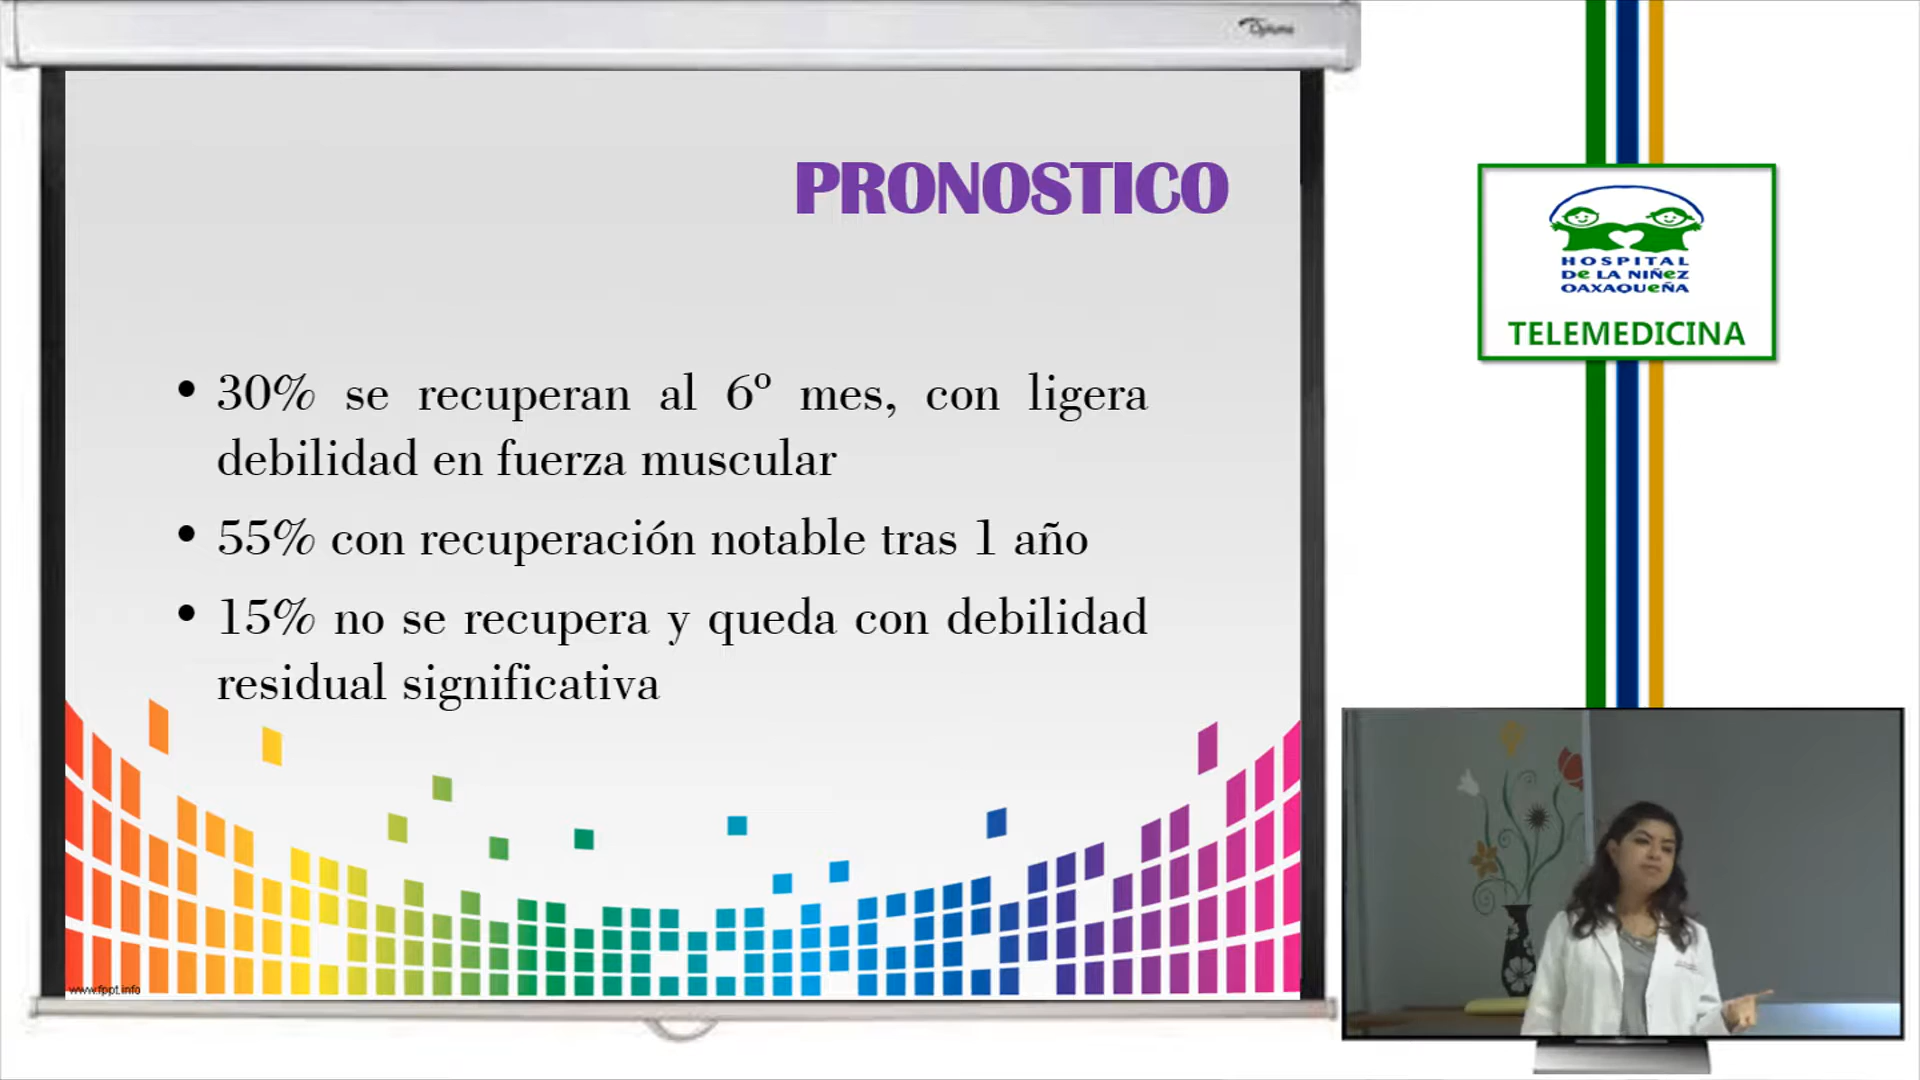 Optoma
PRONOSTICO
• 30% se recuperan al 6º mes, con ligera
debilidad en fuerza muscular
• 55% con recuperación notable tras 1 año
• 15% no se recupera y queda con debilidad
residual significativa
www.fppt.info
HOSPITAL
De LA NIÑeZ
OAXAQUeÑA
TELEMEDICINA